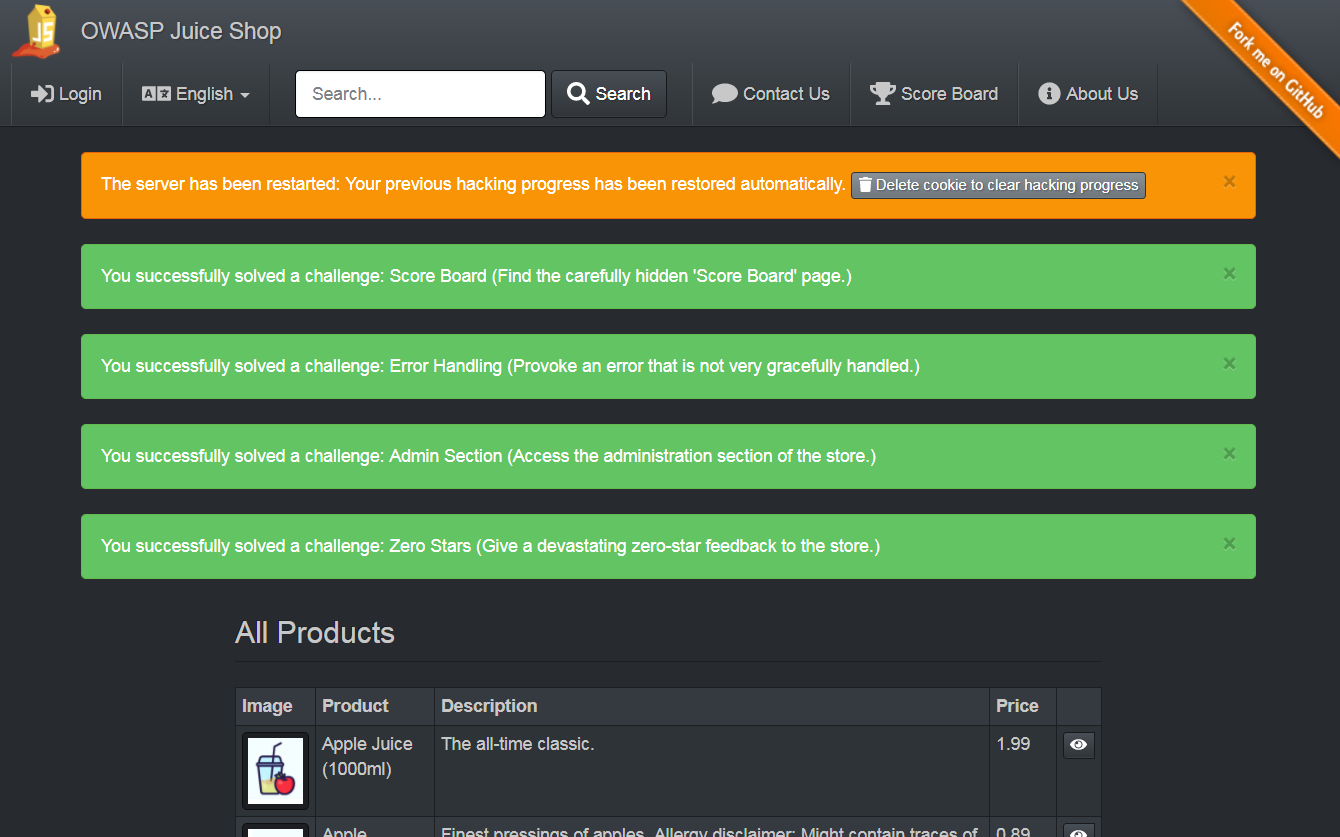 OWASP Juice Shop
Fork me on GitHub
Login
English
Search...
Search
Contact Us
Score Board
About Us
The server has been restarted: Your previous hacking progress has been restored automatically. Delete cookie to clear hacking progress ×
You successfully solved a challenge: Score Board (Find the carefully hidden 'Score Board' page.) ×
You successfully solved a challenge: Error Handling (Provoke an error that is not very gracefully handled.) ×
You successfully solved a challenge: Admin Section (Access the administration section of the store.) ×
You successfully solved a challenge: Zero Stars (Give a devastating zero-star feedback to the store.) ×
All Products
Image Product Description Price
Apple Juice The all-time classic. 1.99
(1000ml)
Apple Finest pressings of apples. Allergy disclaimer: Might contain traces of 0.89